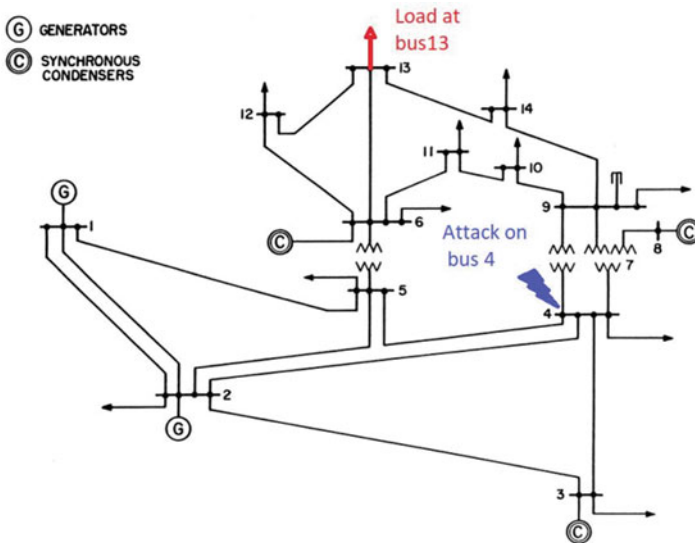 G GENERATORS
C SYNCHRONOUS
CONDENSERS
Load at
bus13
13
12
14
11
10
G
1
C
6
9
8
C
Attack on
bus 4
7
5
4
2
G
3
C